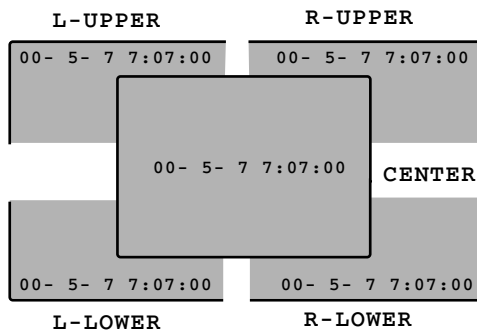 L-UPPER
R-UPPER
00- 5- 7 7:07:00
00- 5- 7 7:07:00
00- 5- 7 7:07:00
CENTER
00- 5- 7 7:07:00
00- 5- 7 7:07:00
L-LOWER
R-LOWER